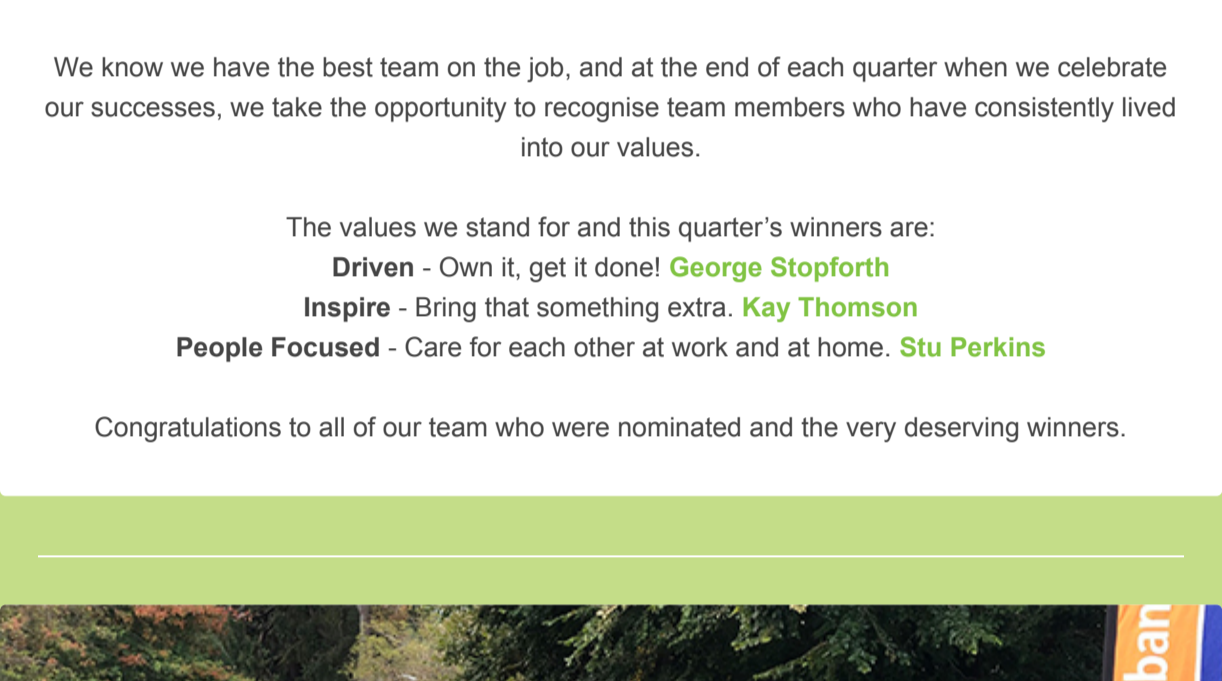 We know we have the best team on the job, and at the end of each quarter when we celebrate
our successes, we take the opportunity to recognise team members who have consistently lived
into our values.
The values we stand for and this quarter’s winners are:
Driven - Own it, get it done! George Stopforth
Inspire - Bring that something extra. Kay Thomson
People Focused - Care for each other at work and at home. Stu Perkins
Congratulations to all of our team who were nominated and the very deserving winners.
ban